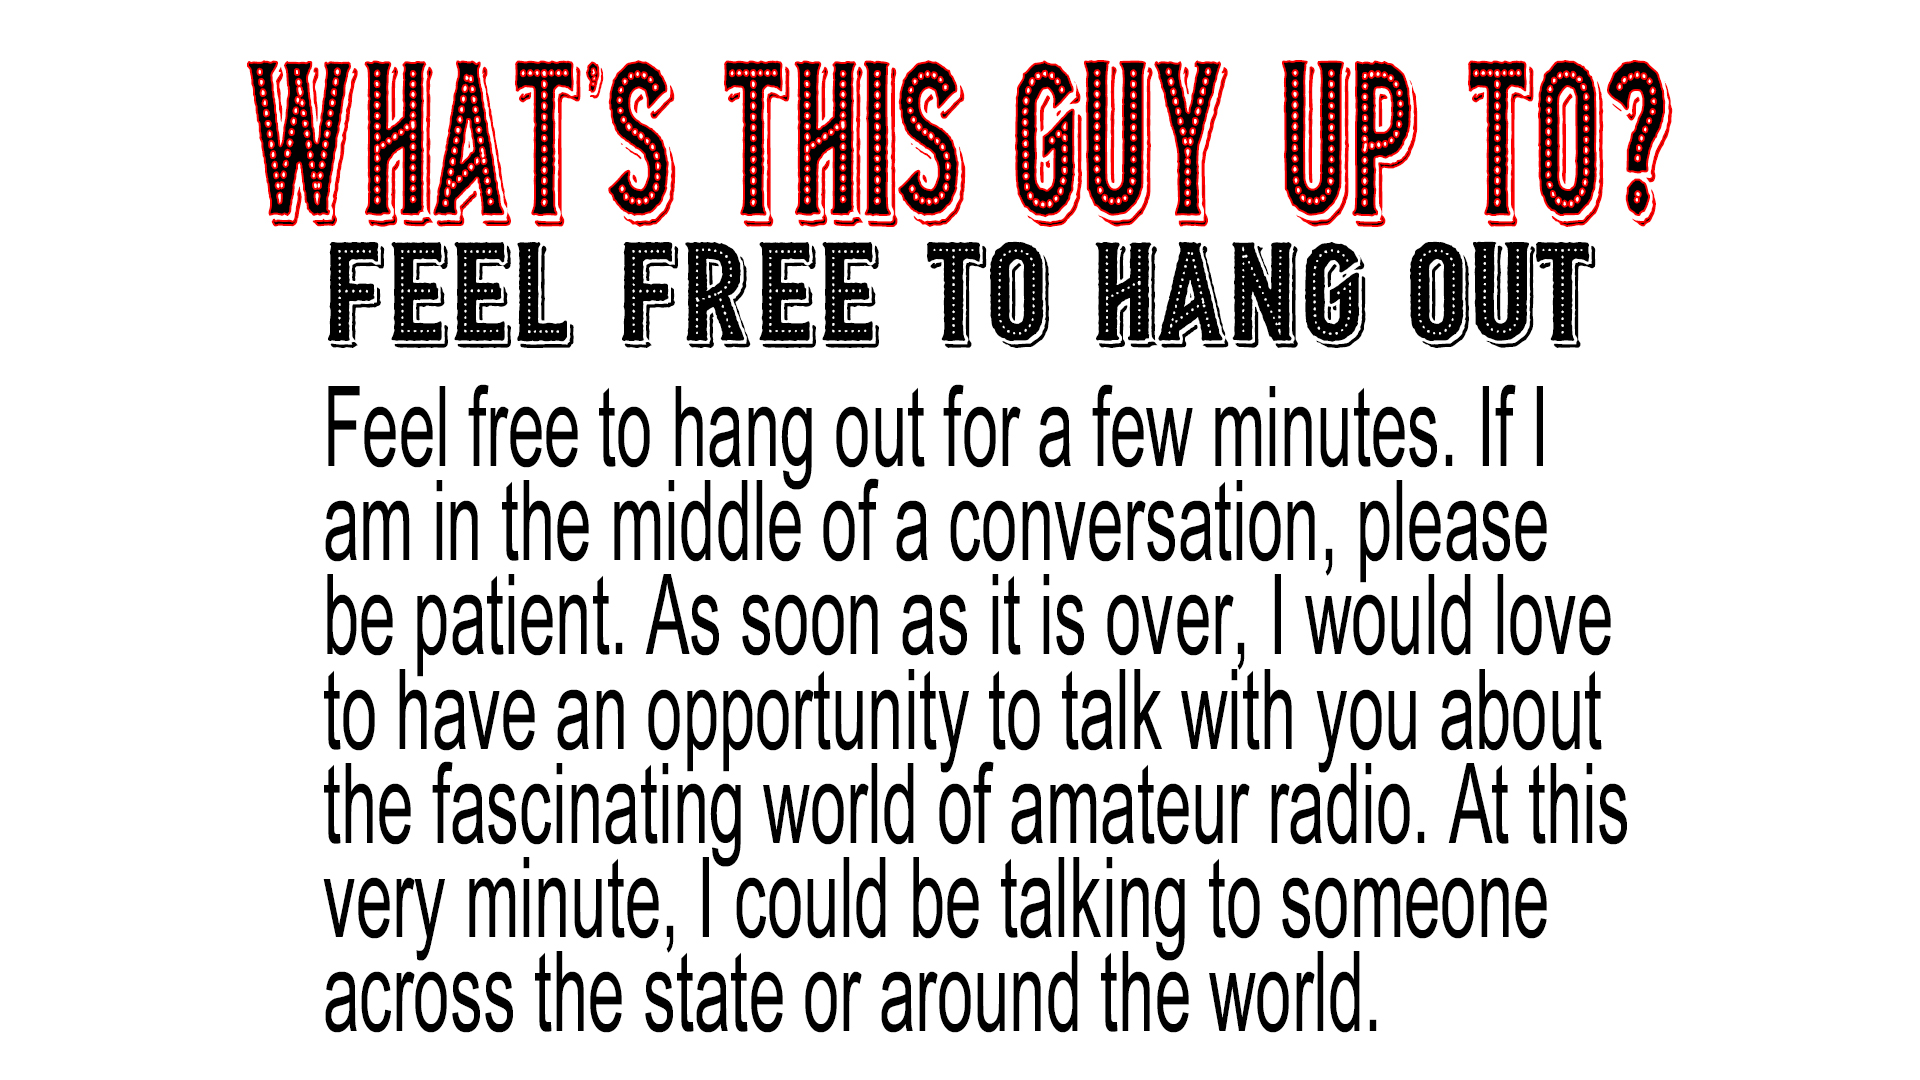 WHAT'S THIS GUY UP TO?
FEEL FREE TO HANG OUT
Feel free to hang out for a few minutes. If I
am in the middle of a conversation, please
be patient. As soon as it is over, I would love
to have an opportunity to talk with you about
the fascinating world of amateur radio. At this
very minute, I could be talking to someone
across the state or around the world.